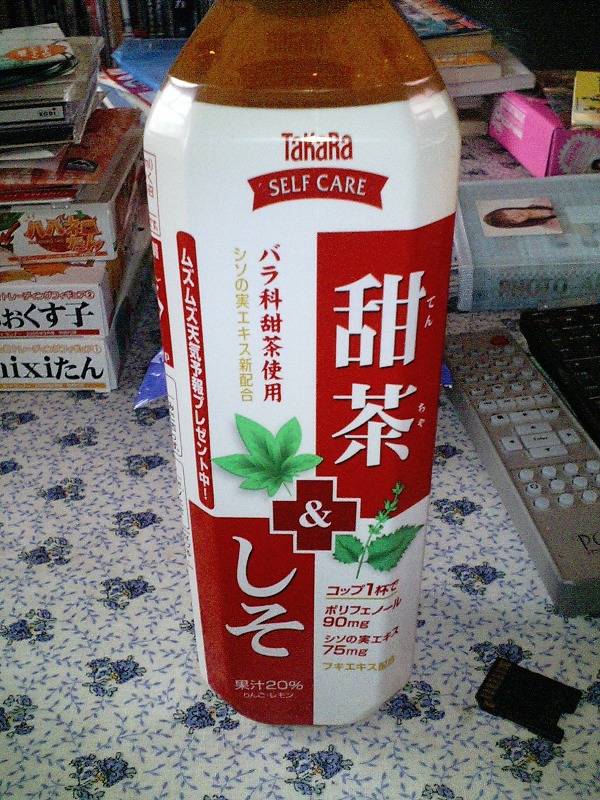 TaKaRa
SELF CARE
バラ科甜茶使用
シソの実エキス新配合
甜茶
てん
ちゃ
ムズムズ天気予報プレゼント中!
&
しそ
コップ1杯で
ポリフェノール
90mg
シソの実エキス
75mg
フキエキス配合
果汁20%
りんご・レモン
おくす子
mixiたん